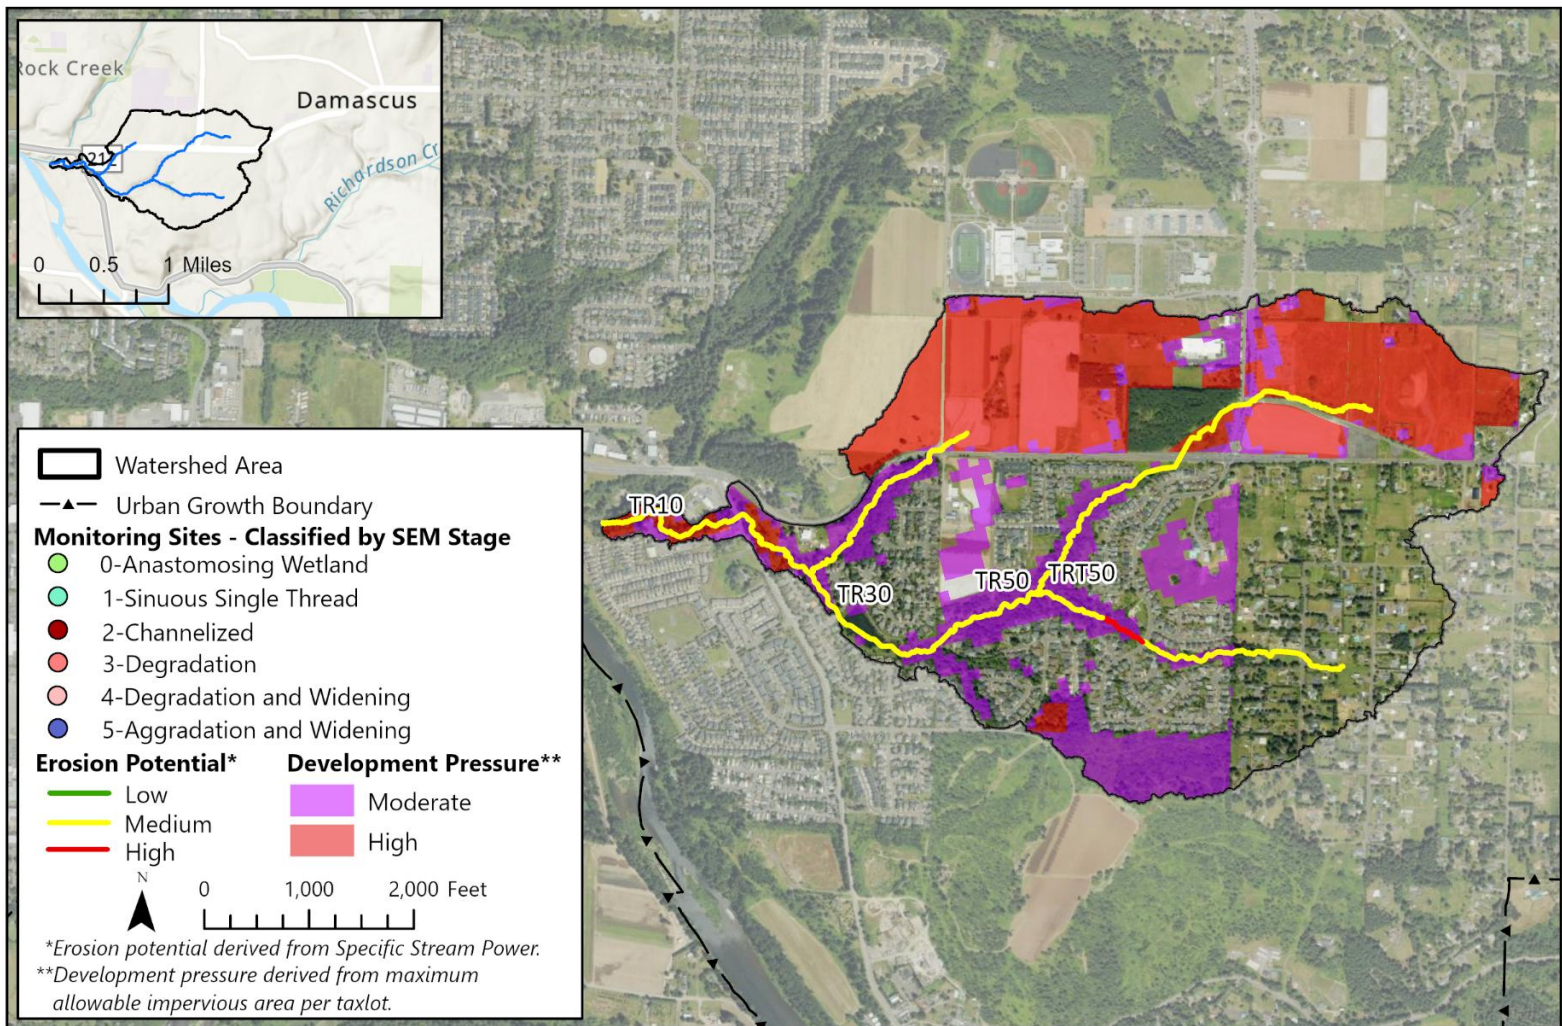 Rock Creek
Damascus
212
Richardson Cr
0 0.5 1 Miles
Watershed Area
Urban Growth Boundary
Monitoring Sites - Classified by SEM Stage
0-Anastomosing Wetland
1-Sinuous Single Thread
2-Channelized
3-Degradation
4-Degradation and Widening
5-Aggradation and Widening
Erosion Potential* Development Pressure**
Low
Medium
High
Moderate
High
N
0 1,000 2,000 Feet
*Erosion potential derived from Specific Stream Power.
**Development pressure derived from maximum
allowable impervious area per taxlot.
TR10
TR30
TR50
TRT50